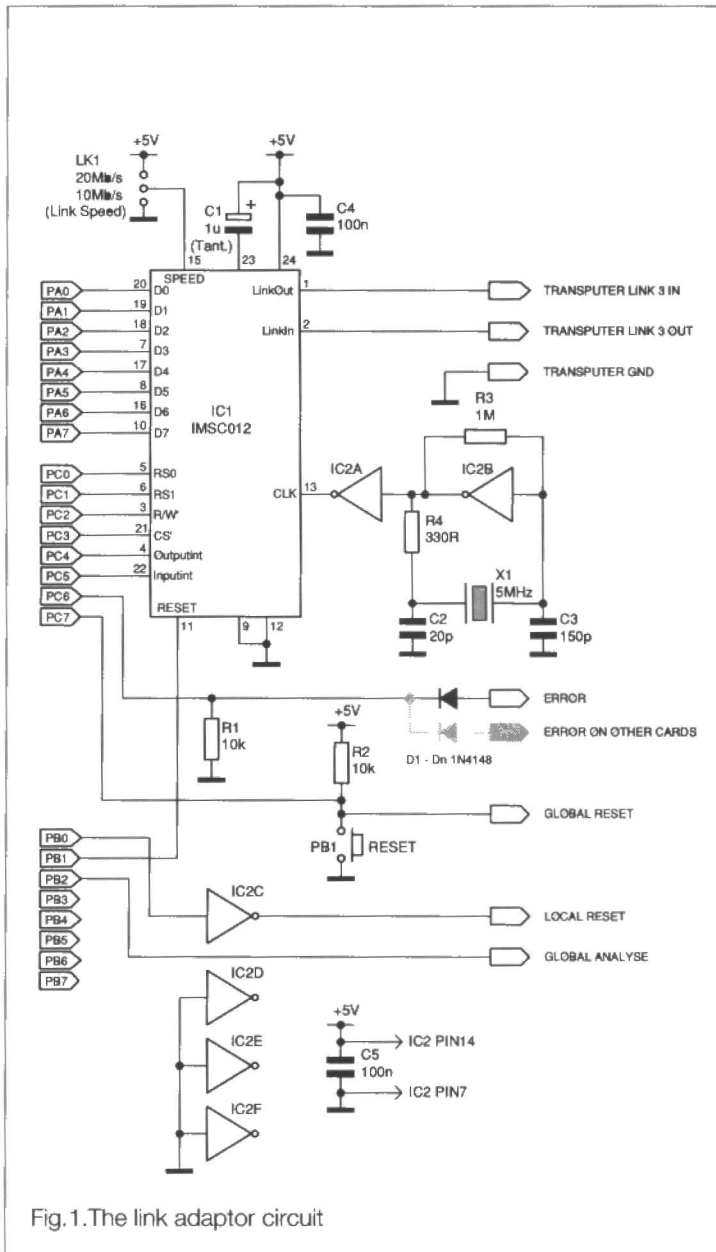 +5V
+5V
LK1
20Mb/s
10Mb/s
(Link Speed)
C1
+
1u
(Tant.)
C4
100n
15
23
24
SPEED
PA0
20
D0
LinkOut
1
TRANSPUTER LINK 3 IN
PA1
19
D1
PA2
18
D2
LinkIn
2
TRANSPUTER LINK 3 OUT
PA3
7
D3
PA4
17
D4
TRANSPUTER GND
PA5
8
D5
PA6
16
D6
PA7
10
D7
IC1
IMSC012
R3
1M
IC2A
IC2B
PC0
5
RS0
PC1
6
RS1
CLK
13
PC2
3
R/W'
PC3
21
CS'
R4
330R
PC4
4
Outputint
PC5
22
Inputint
X1
5MHz
PC6
RESET
PC7
11
9
12
C2
20p
C3
150p
ERROR
+5V
ERROR ON OTHER CARDS
R1
10k
D1 - Dn 1N4148
R2
10k
GLOBAL RESET
PB1
RESET
PB0
PB1
PB2
PB3
PB4
PB5
PB6
PB7
IC2C
LOCAL RESET
GLOBAL ANALYSE
IC2D
+5V
IC2 PIN14
IC2E
C5
100n
IC2 PIN7
IC2F
Fig.1.The link adaptor circuit